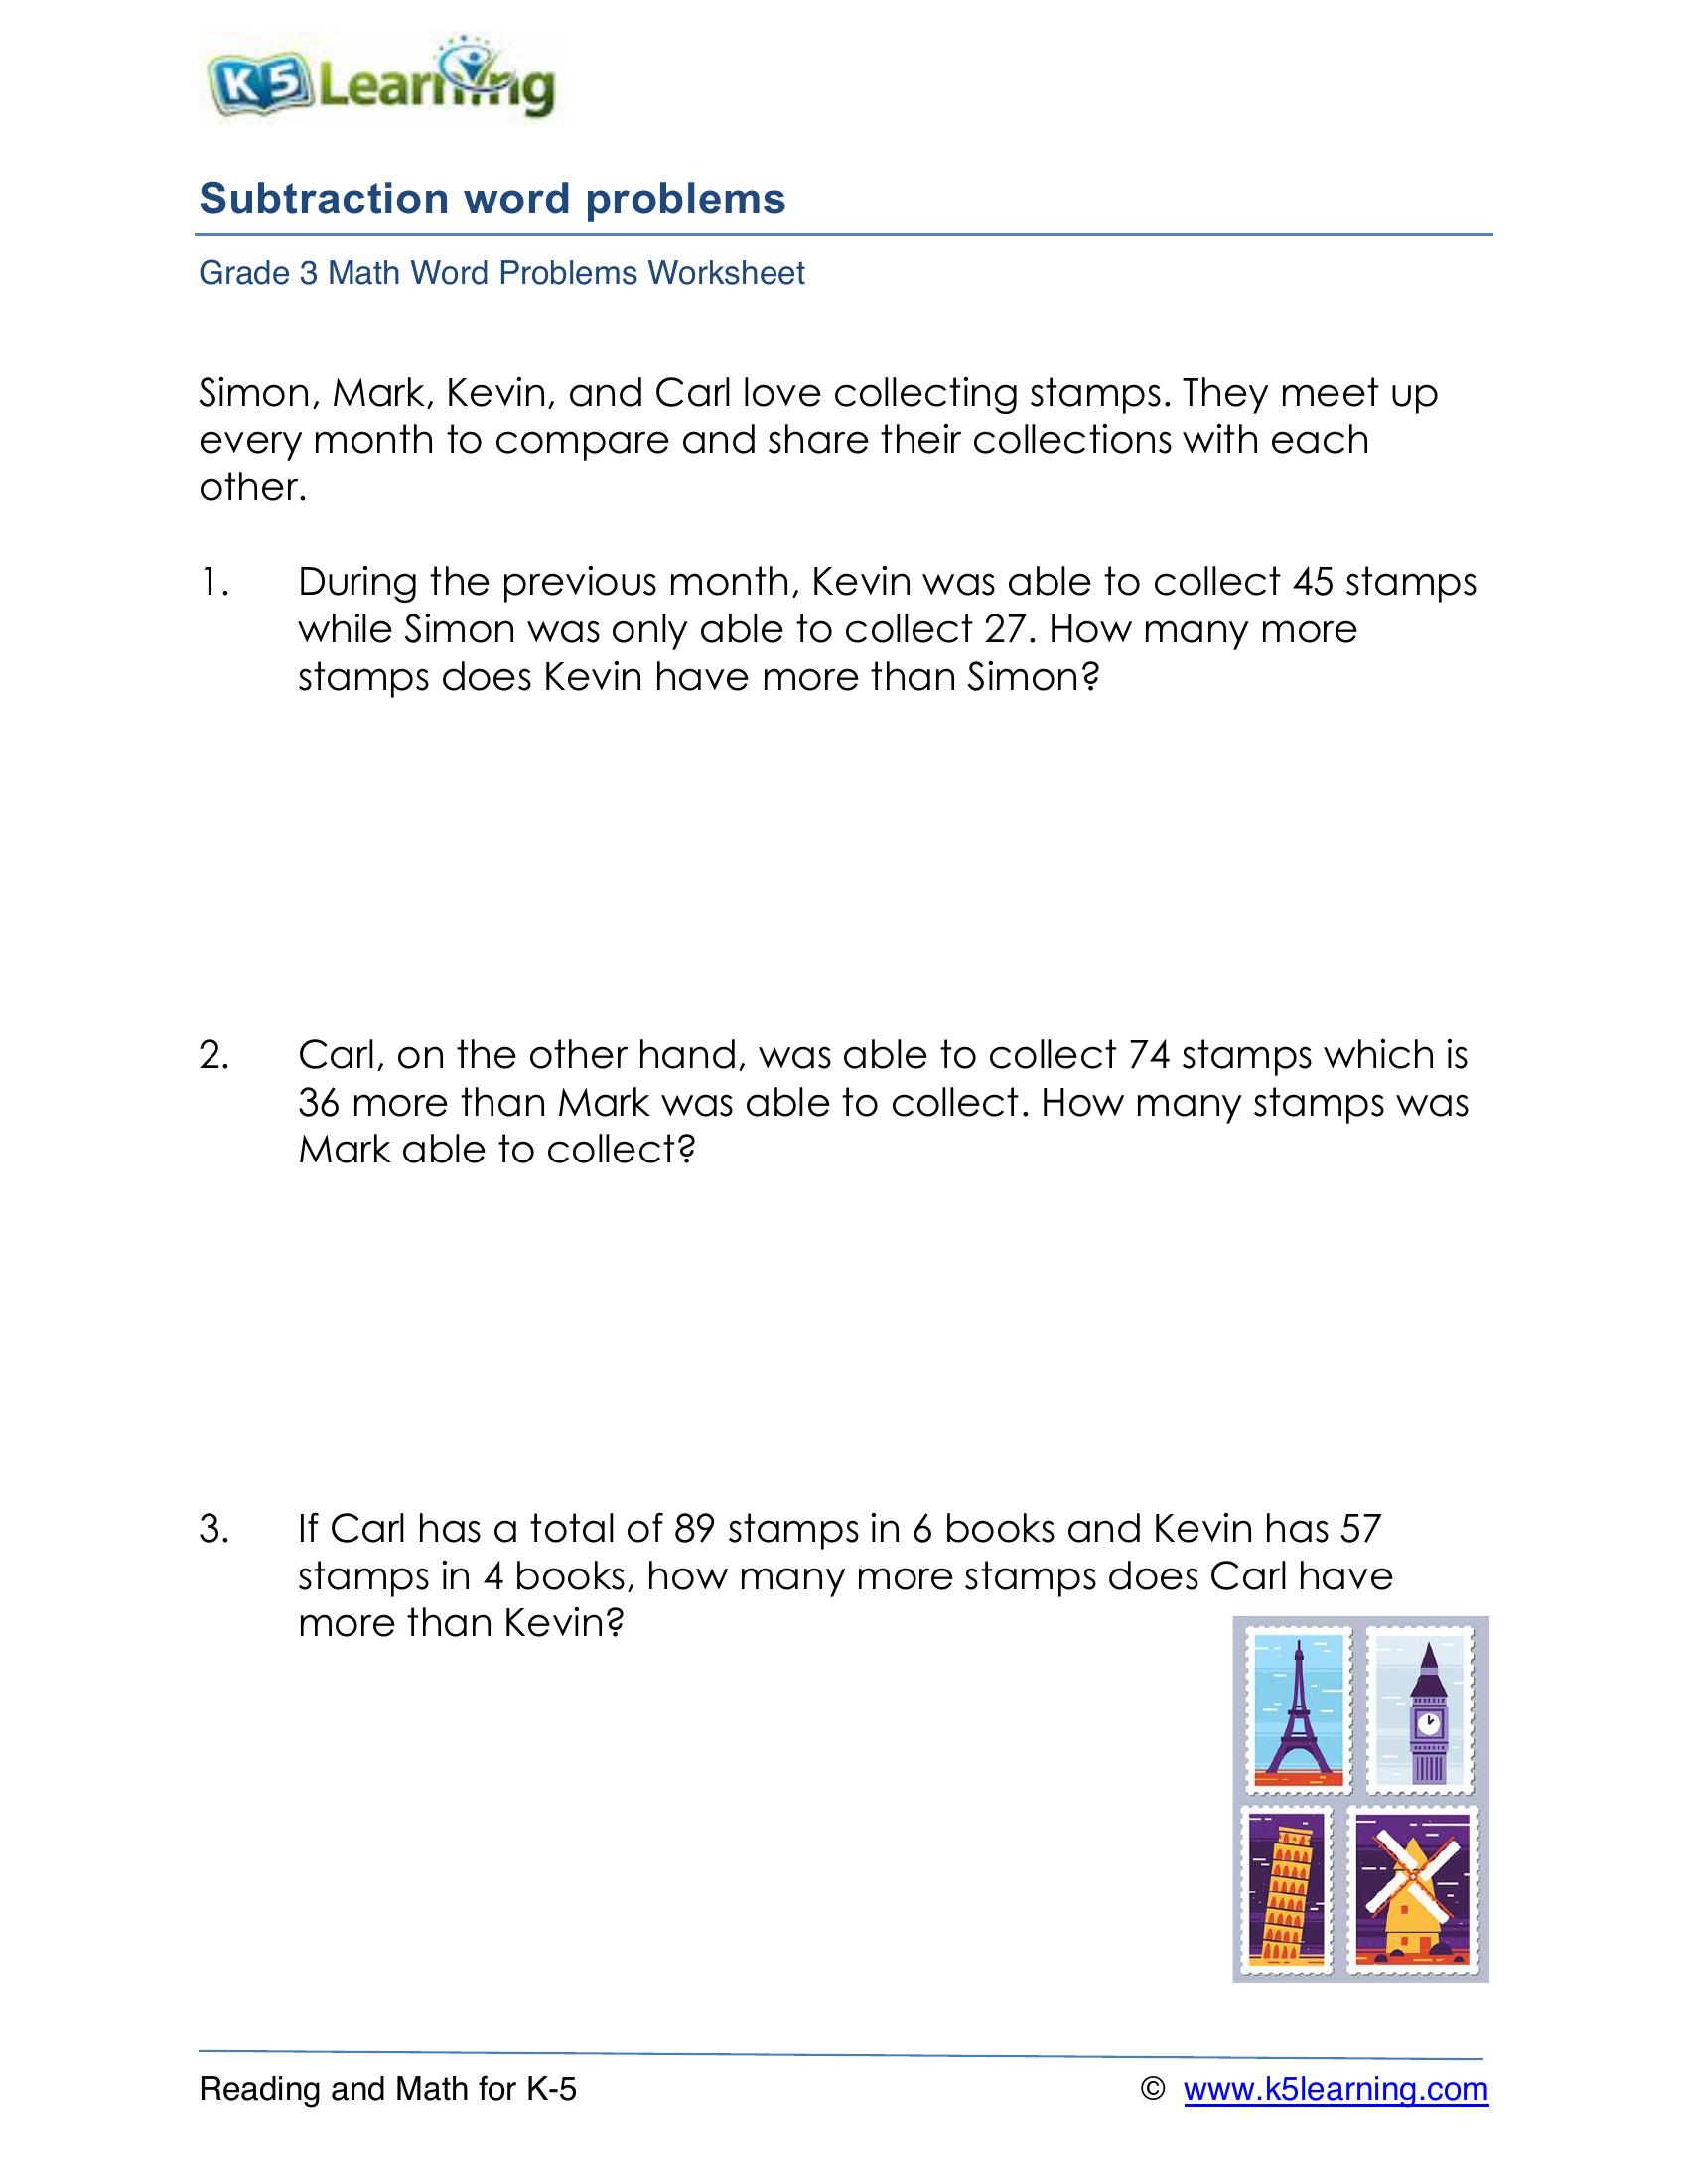 K5 Learning
Subtraction word problems
Grade 3 Math Word Problems Worksheet
Simon, Mark, Kevin, and Carl love collecting stamps. They meet up
every month to compare and share their collections with each
other.
1. During the previous month, Kevin was able to collect 45 stamps
while Simon was only able to collect 27. How many more
stamps does Kevin have more than Simon?
2. Carl, on the other hand, was able to collect 74 stamps which is
36 more than Mark was able to collect. How many stamps was
Mark able to collect?
3. If Carl has a total of 89 stamps in 6 books and Kevin has 57
stamps in 4 books, how many more stamps does Carl have
more than Kevin?
Reading and Math for K-5 © www.k5learning.com